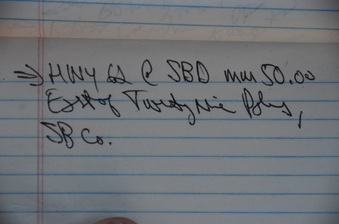 ⇒ HWY 62 @ SBD mm 50.00
East of Twentynine Palms,
SB Co.